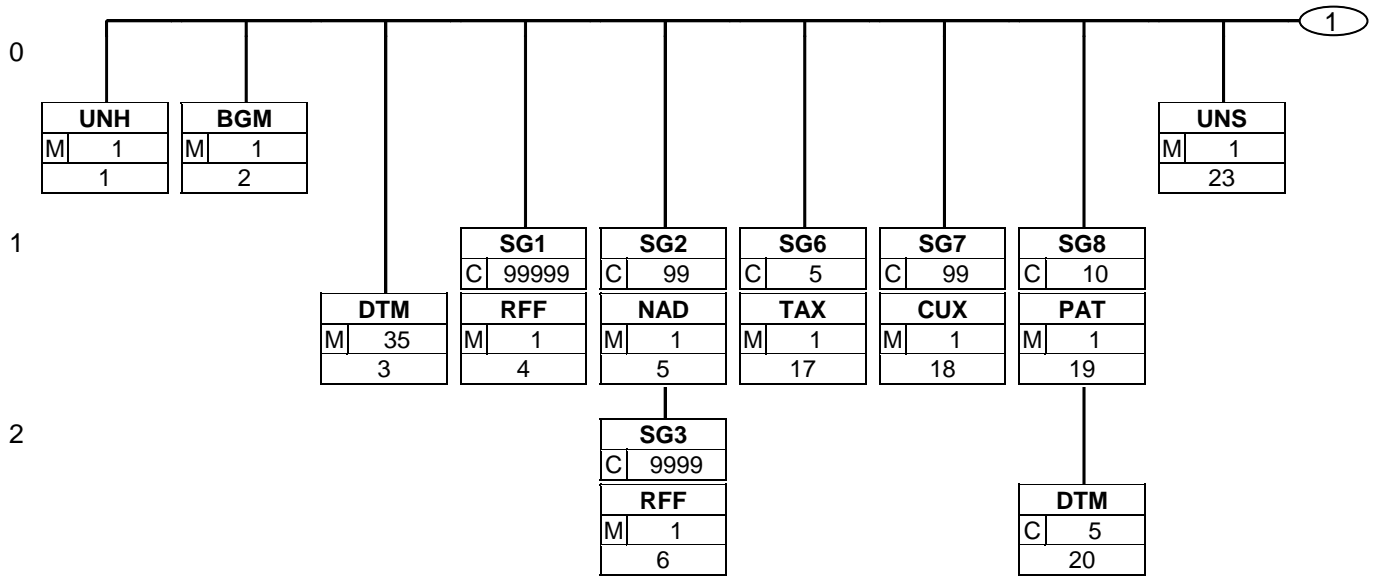 1
0
UNH BGM UNS
M 1 M 1 M 1
1 2 23
1 SG1 SG2 SG6 SG7 SG8
C 99999 C 99 C 5 C 99 C 10
DTM RFF NAD TAX CUX PAT
M 35 M 1 M 1 M 1 M 1 M 1
3 4 5 17 18 19
2 SG3
C 9999
RFF DTM
M 1 C 5
6 20